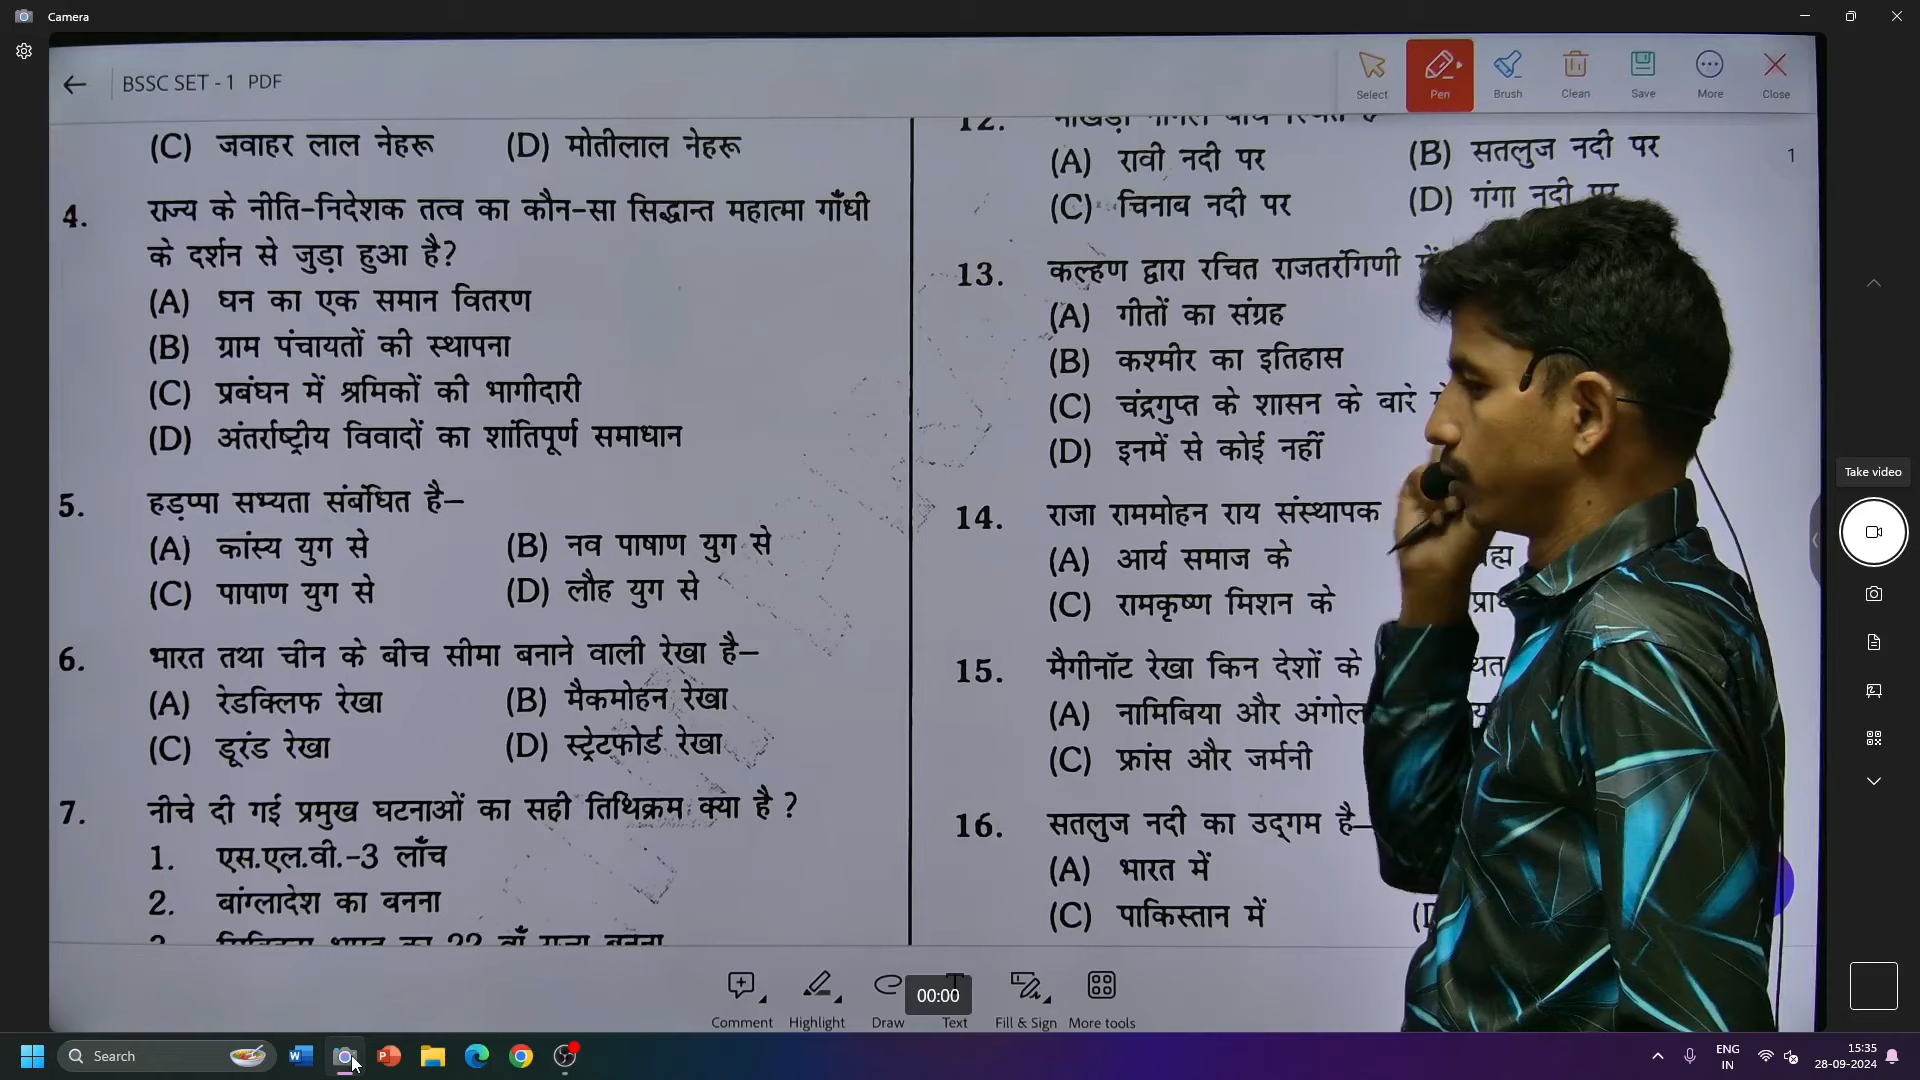 Camera
BSSC SET - 1 PDF
Select
Pen
Brush
Clean
Save
More
Close
(C) जवाहर लाल नेहरू (D) मोतीलाल नेहरू
4. राज्य के नीति-निदेशक तत्व का कौन-सा सिद्धान्त महात्मा गाँधी
के दर्शन से जुड़ा हुआ है?
(A) घन का एक समान वितरण
(B) ग्राम पंचायतों की स्थापना
(C) प्रबंघन में श्रमिकों की भागीदारी
(D) अंतर्राष्ट्रीय विवादों का शांतिपूर्ण समाधान
5. हड़प्पा सभ्यता संबंधित है–
(A) कांस्य युग से (B) नव पाषाण युग से
(C) पाषाण युग से (D) लौह युग से
6. भारत तथा चीन के बीच सीमा बनाने वाली रेखा है–
(A) रेडक्लिफ रेखा (B) मैकमोहन रेखा
(C) डूरंड रेखा (D) स्ट्रेटफोर्ड रेखा
7. नीचे दी गई प्रमुख घटनाओं का सही तिथिक्रम क्या है ?
1. एस.एल.वी.-3 लाँच
2. बांग्लादेश का बनना
12.
(A) रावी नदी पर (B) सतलुज नदी पर
(C) चिनाब नदी पर (D) गंगा नदी पर
1
13. कल्हण द्वारा रचित राजतरंगिणी
(A) गीतों का संग्रह
(B) कश्मीर का इतिहास
(C) चंद्रगुप्त के शासन के बारे
(D) इनमें से कोई नहीं
14. राजा राममोहन राय संस्थापक
(A) आर्य समाज के
(C) रामकृष्ण मिशन के
15. मैगीनॉट रेखा किन देशों के
(A) नामिबिया और
(C) फ्रांस और जर्मनी
16. सतलुज नदी का उद्गम है–
(A) भारत में
(C) पाकिस्तान में
Take video
00:00
Comment
Highlight
Draw
Text
Fill & Sign
More tools
Search
ENG
IN
15:35
28-09-2024